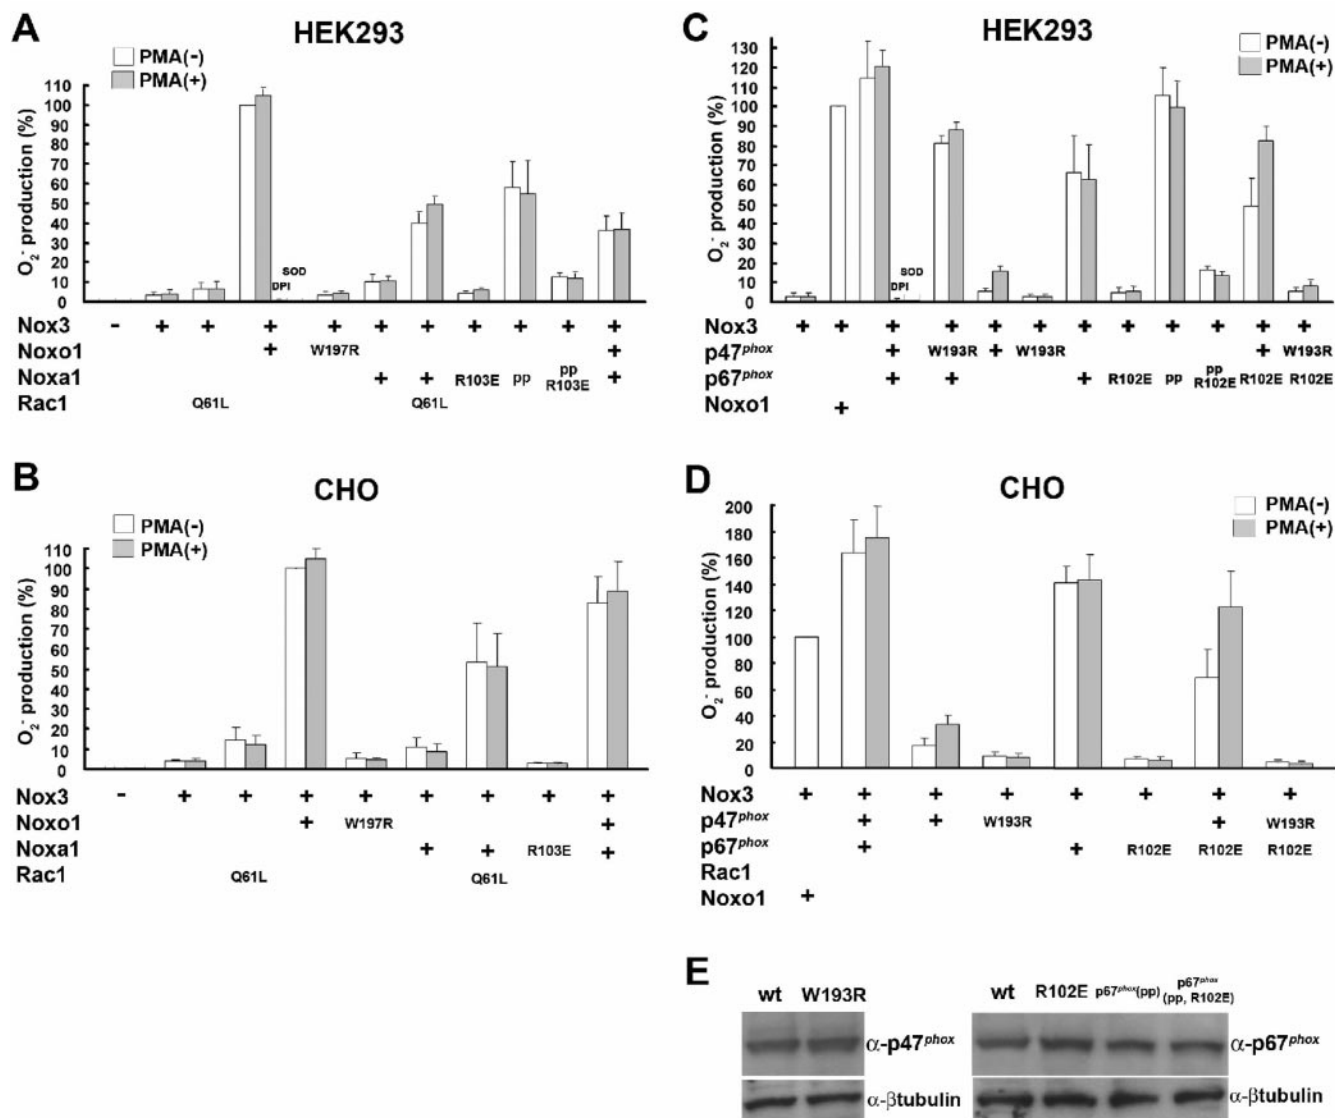 A
HEK293
PMA(-)
PMA(+)
O2- production (%)
110
100
90
80
70
60
50
40
30
20
10
0
SOD
DPI
Nox3 - + + + + + + + + + +
Noxo1 + W197R +
Noxa1 + + R103E pp pp R103E +
Rac1 Q61L Q61L
B
CHO
PMA(-)
PMA(+)
O2- production (%)
110
100
90
80
70
60
50
40
30
20
10
0
Nox3 - + + + + + + + +
Noxo1 + W197R +
Noxa1 + + R103E +
Rac1 Q61L Q61L
C
HEK293
PMA(-)
PMA(+)
O2- production (%)
130
120
110
100
90
80
70
60
50
40
30
20
10
0
SOD
DPI
Nox3 + + + + + + + + + + + +
p47phox + W193R + W193R + W193R
p67phox + + + R102E pp pp R102E R102E R102E
Noxo1 +
D
CHO
PMA(-)
PMA(+)
O2- production (%)
200
180
160
140
120
100
80
60
40
20
0
Nox3 + + + + + + + +
p47phox + + W193R + W193R
p67phox + + R102E R102E R102E
Rac1
Noxo1 +
E
wt W193R
α-p47phox
α-βtubulin
wt R102E p67phox(pp) p67phox (pp, R102E)
α-p67phox
α-βtubulin